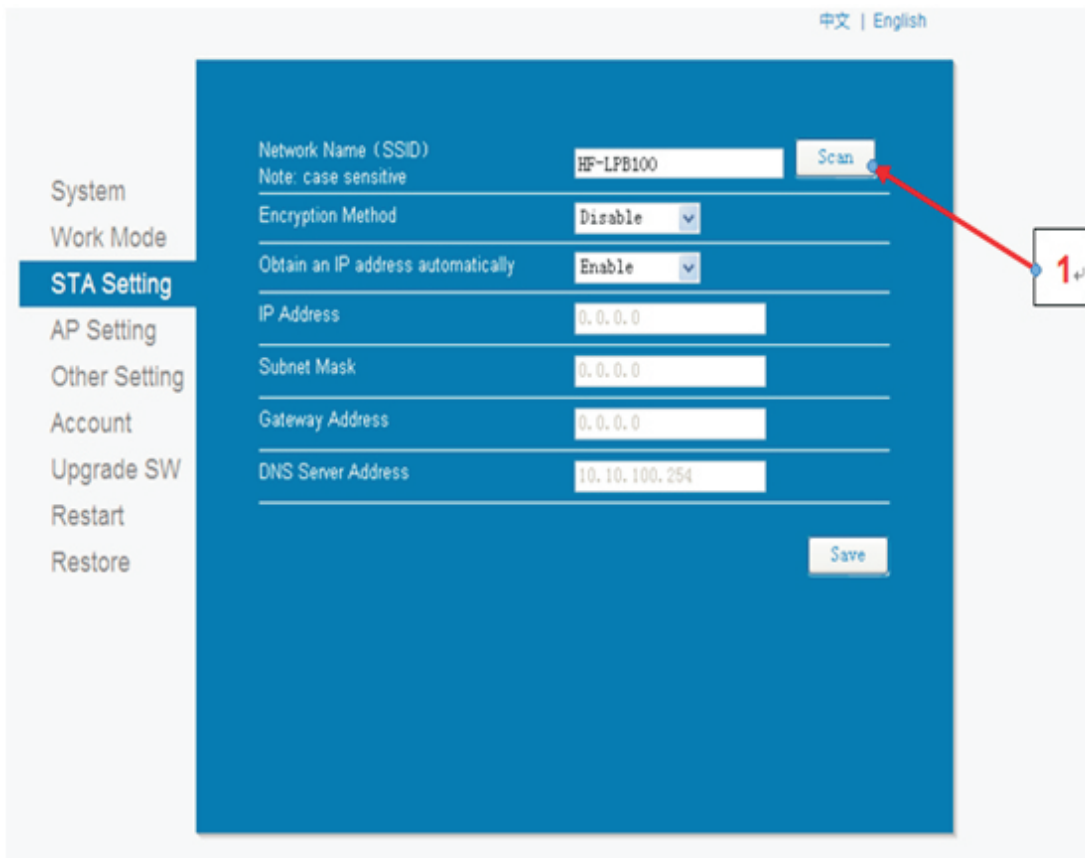 中文 | English
System
Work Mode
STA Setting
AP Setting
Other Setting
Account
Upgrade SW
Restart
Restore
Network Name（SSID）
Note: case sensitive
HF-LPB100
Scan
Encryption Method
Disable
Obtain an IP address automatically
Enable
IP Address
0.0.0.0
Subnet Mask
0.0.0.0
Gateway Address
0.0.0.0
DNS Server Address
10.10.100.254
Save
1